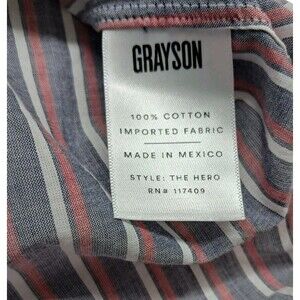 GRAYSON
100% COTTON
IMPORTED FABRIC
MADE IN MEXICO
STYLE: THE HERO
RN# 117409